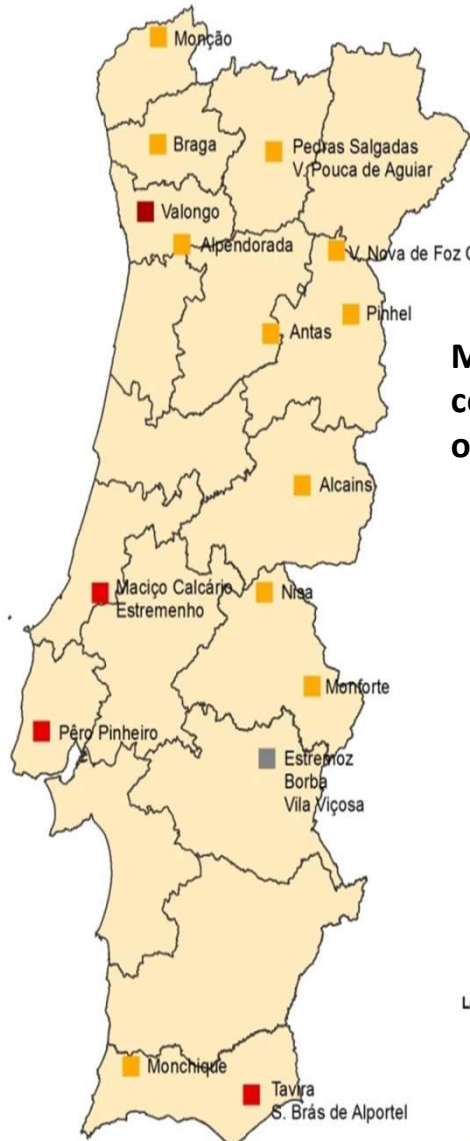 Monção
Braga
Pedras Salgadas
V. Pouca de Aguiar
Valongo
Alpendorada
V. Nova de Foz
Pinhel
Antas
Alcains
Maciço Calcário
Estremenho
Nisa
Monforte
Pêro Pinheiro
Estremoz
Borba
Vila Viçosa
Monchique
Tavira
S. Brás de Alportel